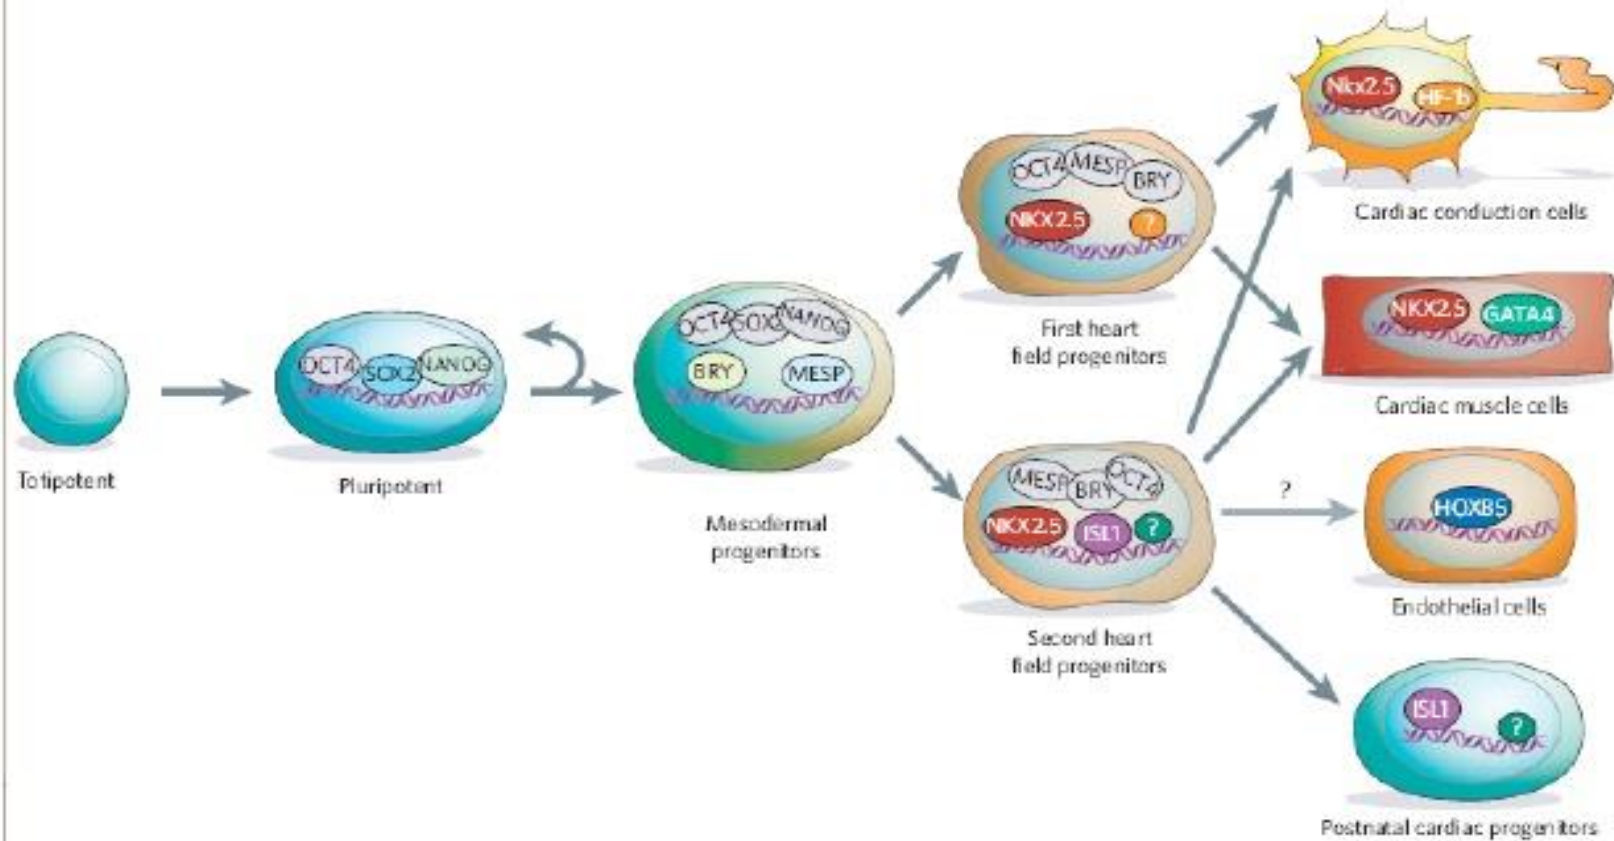 Totipotent
OCT4 SOX2 NANOG
Pluripotent
OCT4 SOX2 NANOG
BRY MESP
Mesodermal
progenitors
OCT4 MESP BRY
NKX2.5 ?
First heart
field progenitors
MESP BRY OCT4
NKX2.5 ISL1 ?
Second heart
field progenitors
Nkx2.5 HF-1b
Cardiac conduction cells
NKX2.5 GATA4
Cardiac muscle cells
?
HOXB5
Endothelial cells
ISL1 ?
Postnatal cardiac progenitors